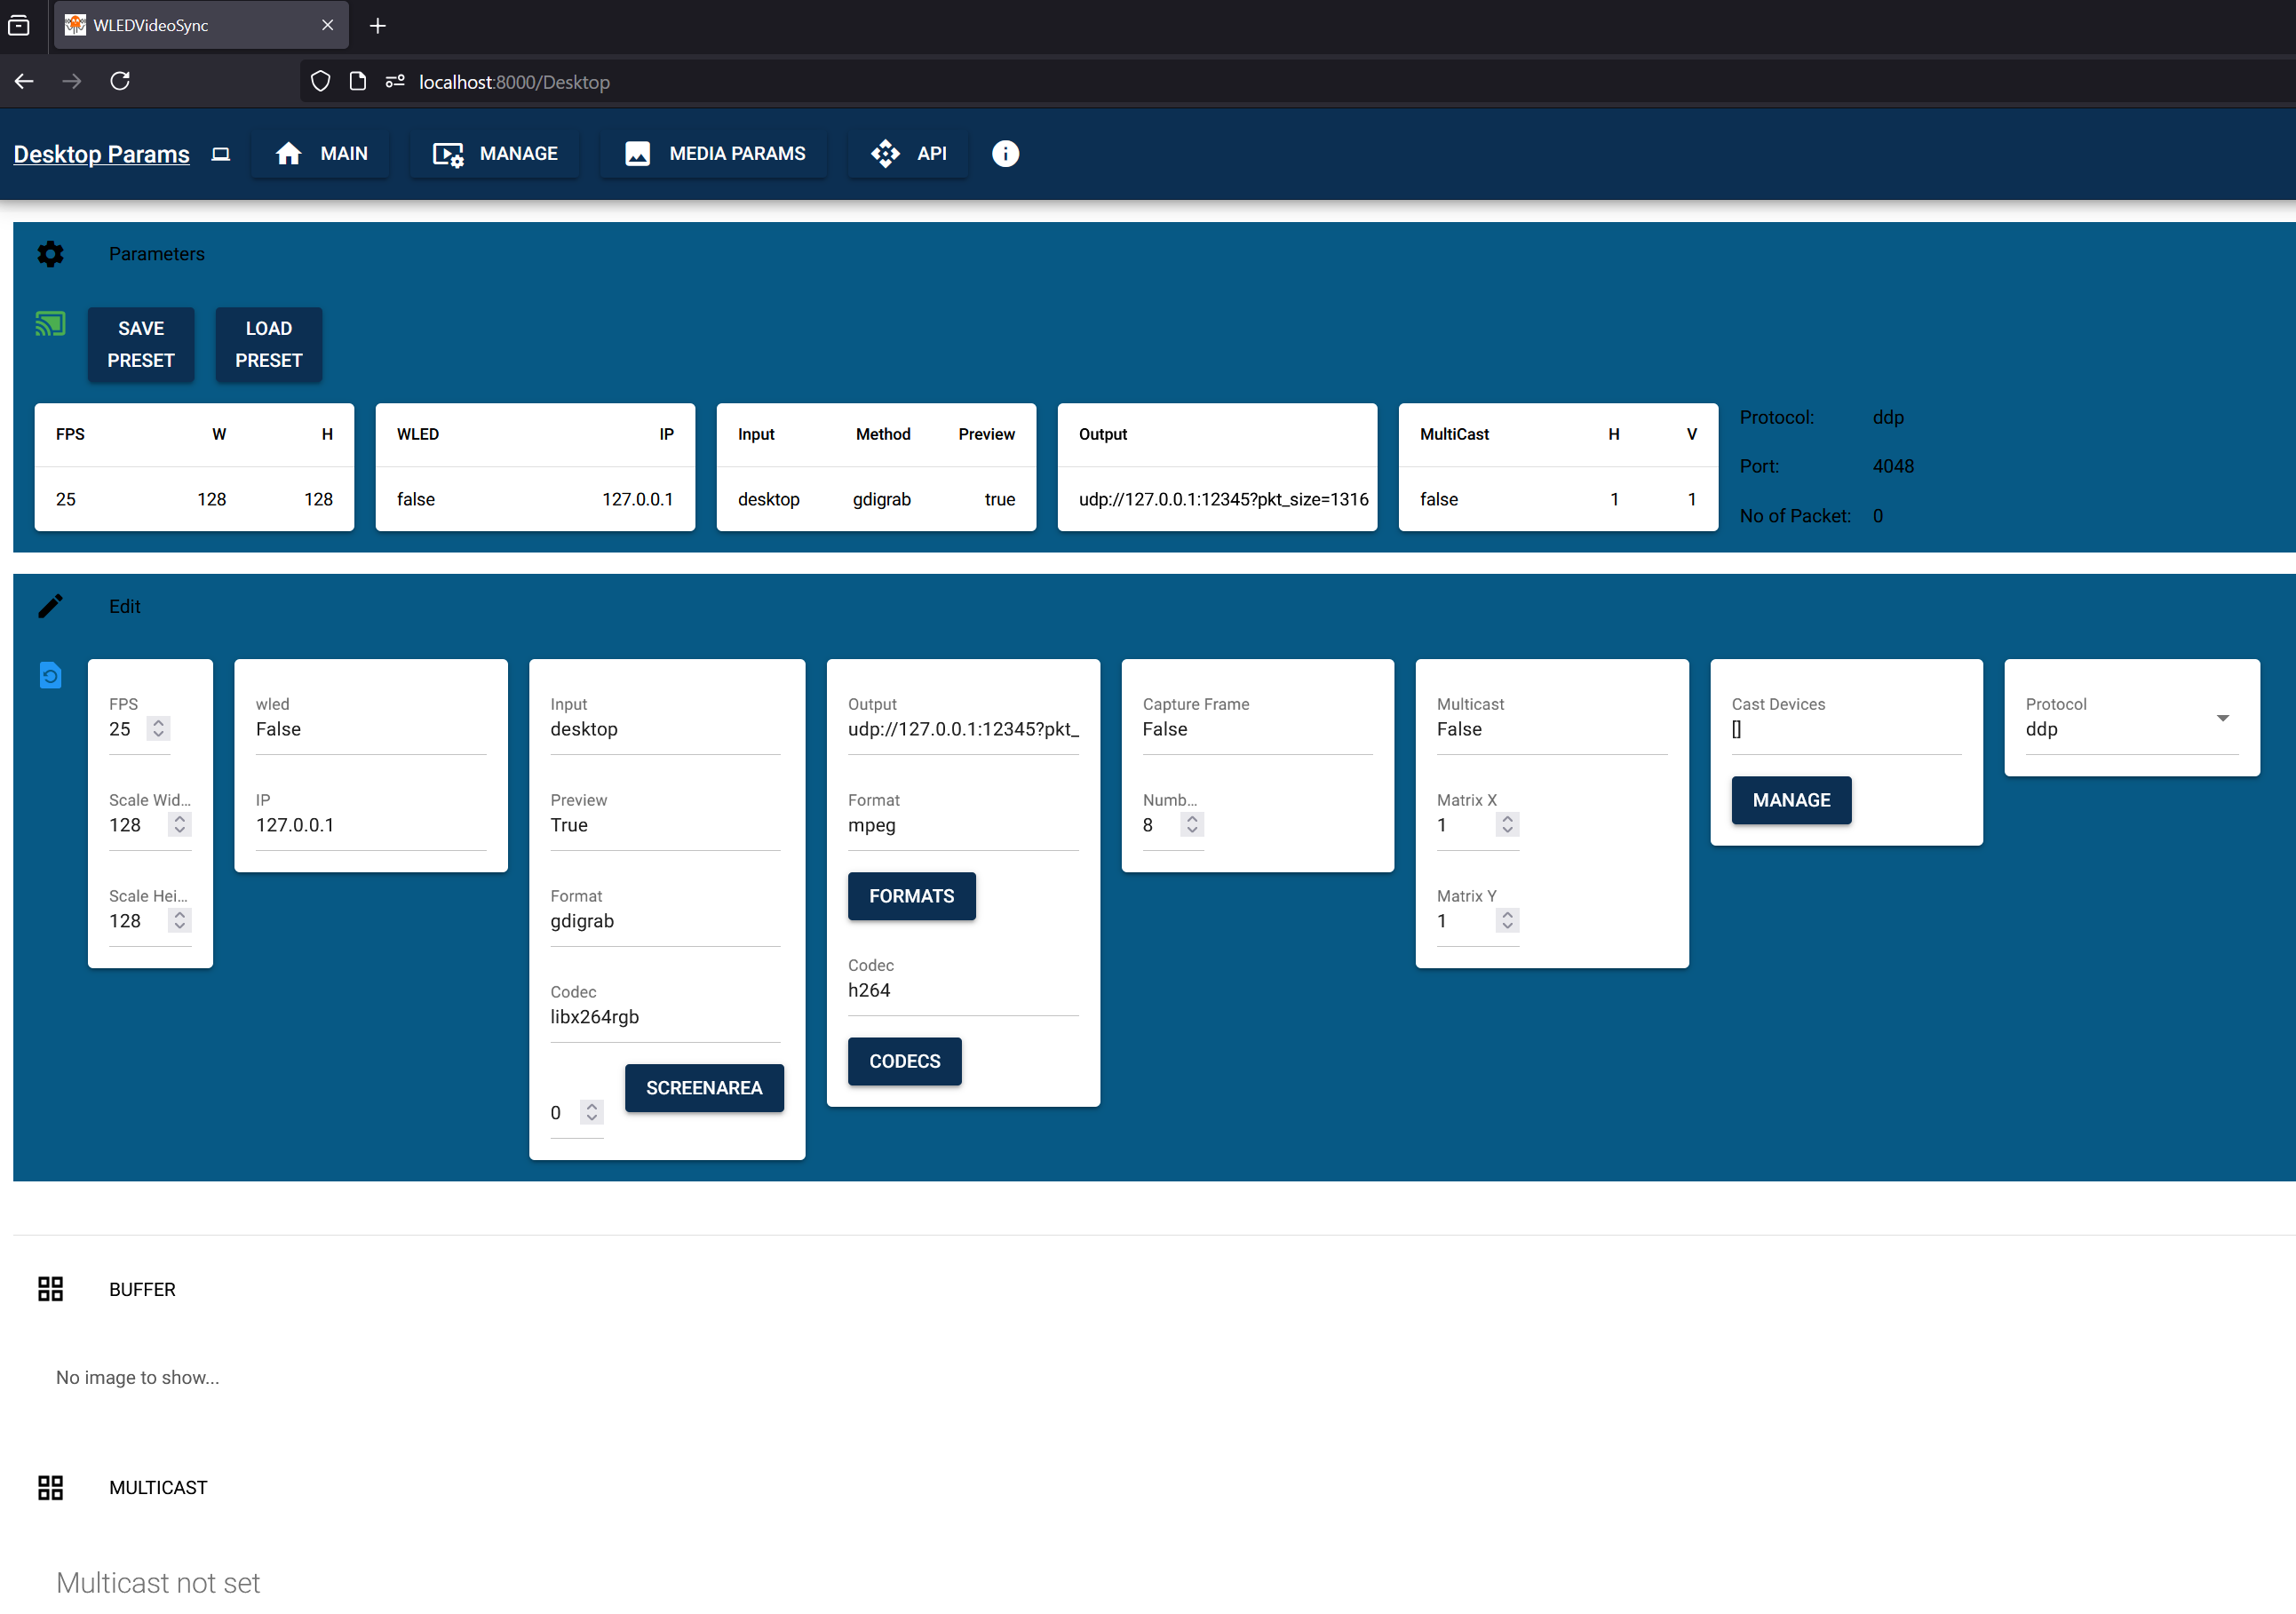 WLEDVideoSync
localhost:8000/Desktop
Desktop Params MAIN MANAGE MEDIA PARAMS API
Parameters
SAVE PRESET
LOAD PRESET
FPS W H
25 128 128
WLED IP
false 127.0.0.1
Input Method Preview
desktop gdigrab true
Output
udp://127.0.0.1:12345?pkt_size=1316
MultiCast H V
false 1 1
Protocol: ddp
Port: 4048
No of Packet: 0
Edit
FPS
25
Scale Wid...
128
Scale Hei...
128
wled
False
IP
127.0.0.1
Input
desktop
Preview
True
Format
gdigrab
Codec
libx264rgb
0
SCREENAREA
Output
udp://127.0.0.1:12345?pkt_
Format
mpeg
FORMATS
Codec
h264
CODECS
Capture Frame
False
Numb...
8
Multicast
False
Matrix X
1
Matrix Y
1
Cast Devices
[]
MANAGE
Protocol
ddp
BUFFER
No image to show...
MULTICAST
Multicast not set